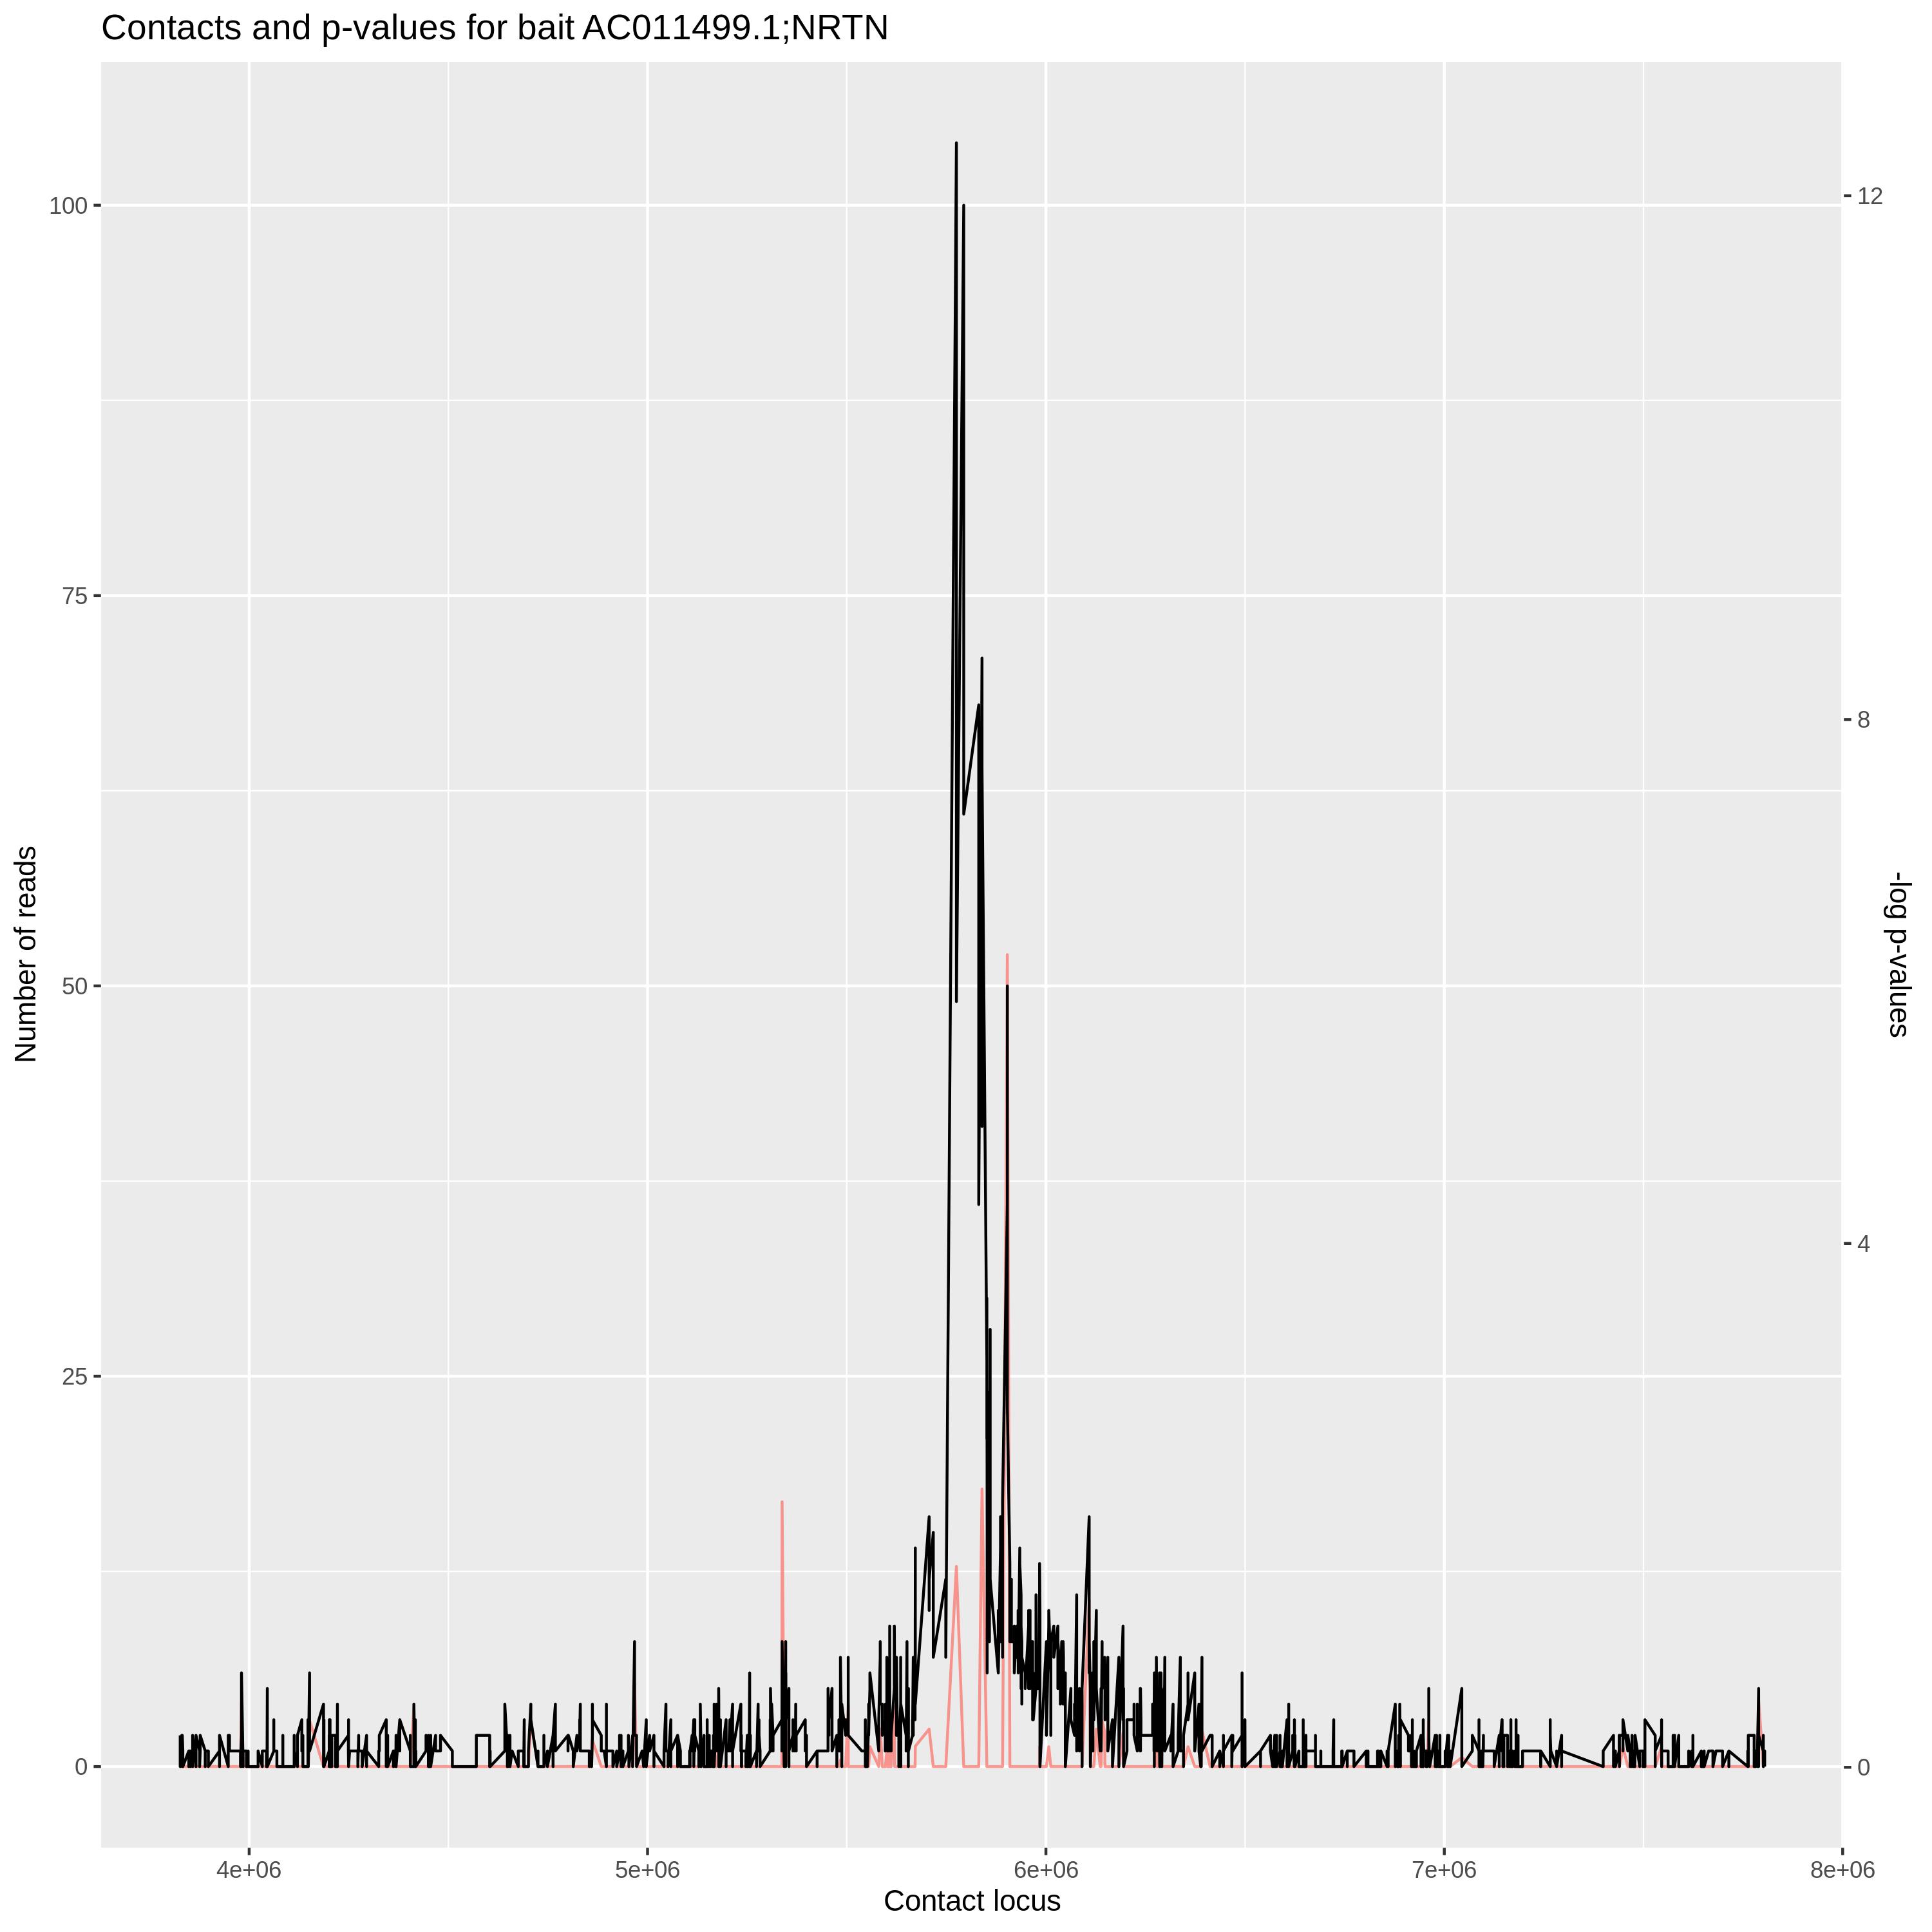 Contacts and p-values for bait AC011499.1;NRTN
100
75
50
25
0
Number of reads
12
8
4
0
-log p-values
4e+06
5e+06
6e+06
7e+06
8e+06
Contact locus